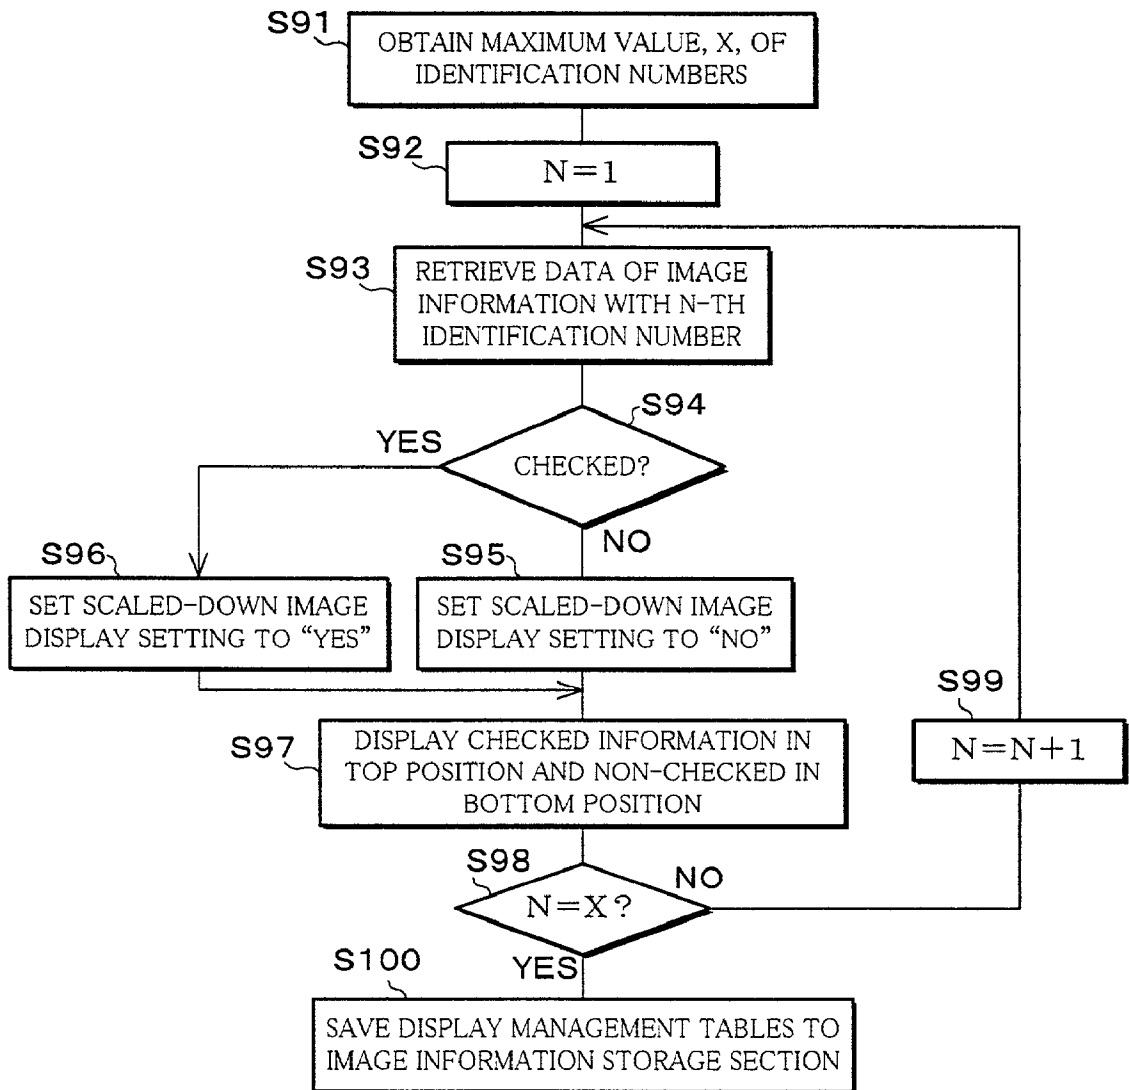 S91
OBTAIN MAXIMUM VALUE, X, OF
IDENTIFICATION NUMBERS
S92
N=1
S93
RETRIEVE DATA OF IMAGE
INFORMATION WITH N-TH
IDENTIFICATION NUMBER
S94
YES
CHECKED?
NO
S96
SET SCALED-DOWN IMAGE
DISPLAY SETTING TO “YES”
S95
SET SCALED-DOWN IMAGE
DISPLAY SETTING TO “NO”
S99
N=N+1
S97
DISPLAY CHECKED INFORMATION IN
TOP POSITION AND NON-CHECKED IN
BOTTOM POSITION
S98
NO
N=X?
YES
S100
SAVE DISPLAY MANAGEMENT TABLES TO
IMAGE INFORMATION STORAGE SECTION